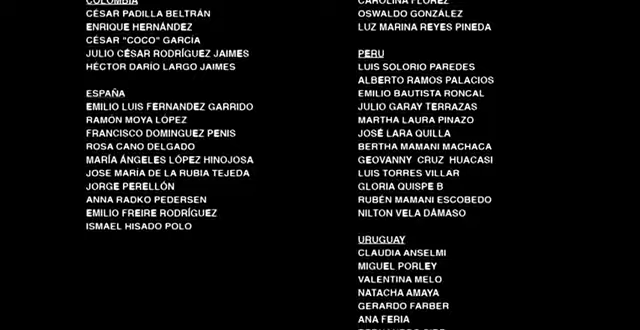 COLOMBIA
CÉSAR PADILLA BELTRÁN
ENRIQUE HERNÁNDEZ
CÉSAR "COCO" GARCÍA
JULIO CÉSAR RODRÍGUEZ JAIMES
HÉCTOR DARÍO LARGO JAIMES
ESPAÑA
EMILIO LUIS FERNANDEZ GARRIDO
RAMÓN MOYA LÓPEZ
FRANCISCO DOMINGUEZ PENIS
ROSA CANO DELGADO
MARÍA ÁNGELES LÓPEZ HINOJOSA
JOSE MARÍA DE LA RUBIA TEJEDA
JORGE PERELLÓN
ANNA RADKO PEDERSEN
EMILIO FREIRE RODRÍGUEZ
ISMAEL HISADO POLO
CAROLINA FLOREZ
OSWALDO GONZÁLEZ
LUZ MARINA REYES PINEDA
PERU
LUIS SOLORIO PAREDES
ALBERTO RAMOS PALACIOS
EMILIO BAUTISTA RONCAL
JULIO GARAY TERRAZAS
MARTHA LAURA PINAZO
JOSÉ LARA QUILLA
BERTHA MAMANI MACHACA
GEOVANNY CRUZ HUACASI
LUIS TORRES VILLAR
GLORIA QUISPE B
RUBÉN MAMANI ESCOBEDO
NILTON VELA DÁMASO
URUGUAY
CLAUDIA ANSELMI
MIGUEL PORLEY
VALENTINA MELO
NATACHA AMAYA
GERARDO FARBER
ANA FERIA